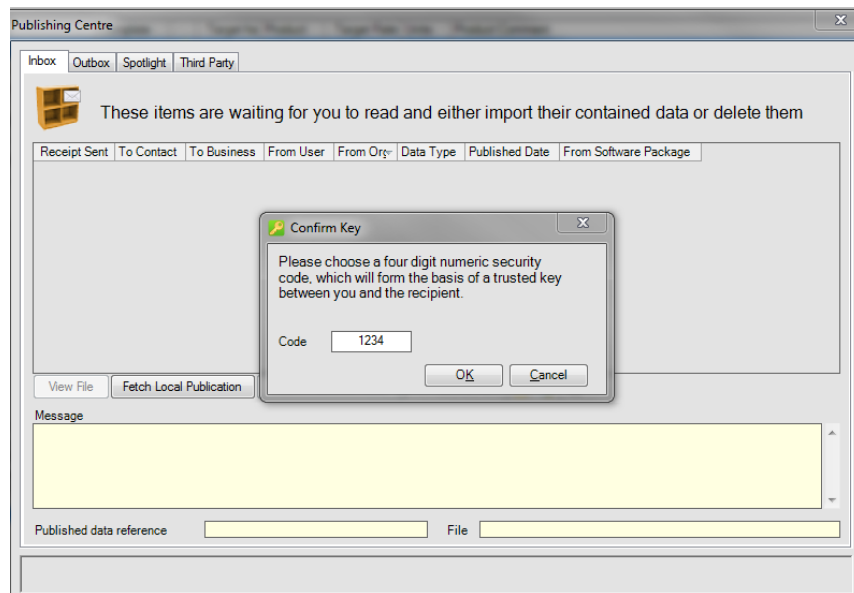 Publishing Centre
Inbox Outbox Spotlight Third Party
These items are waiting for you to read and either import their contained data or delete them
Receipt Sent To Contact To Business From User From Org Data Type Published Date From Software Package
Confirm Key
Please choose a four digit numeric security
code, which will form the basis of a trusted key
between you and the recipient.
Code 1234
OK Cancel
View File Fetch Local Publication
Message
Published data reference File